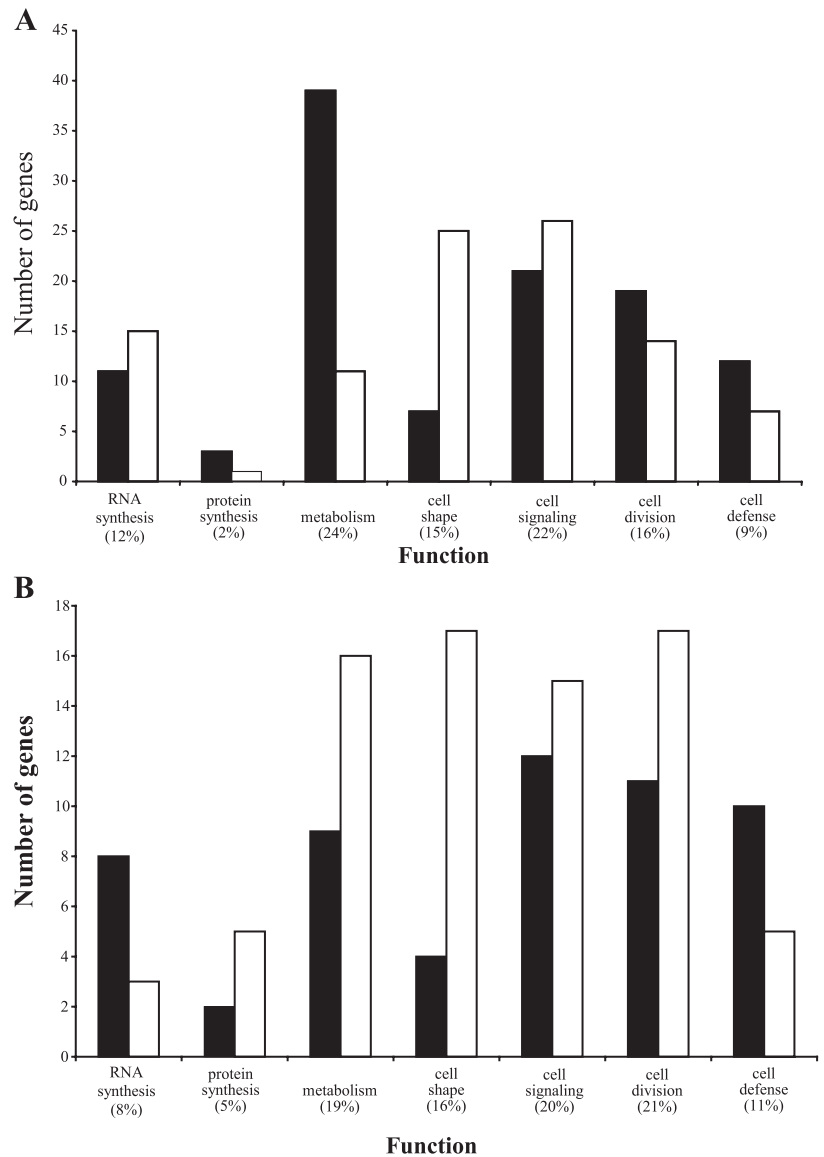 A
45
40
35
30
25
20
15
10
5
0
Number of genes
RNA synthesis (12%)
protein synthesis (2%)
metabolism (24%)
cell shape (15%)
cell signaling (22%)
cell division (16%)
cell defense (9%)
Function
B
18
16
14
12
10
8
6
4
2
0
Number of genes
RNA synthesis (8%)
protein synthesis (5%)
metabolism (19%)
cell shape (16%)
cell signaling (20%)
cell division (21%)
cell defense (11%)
Function